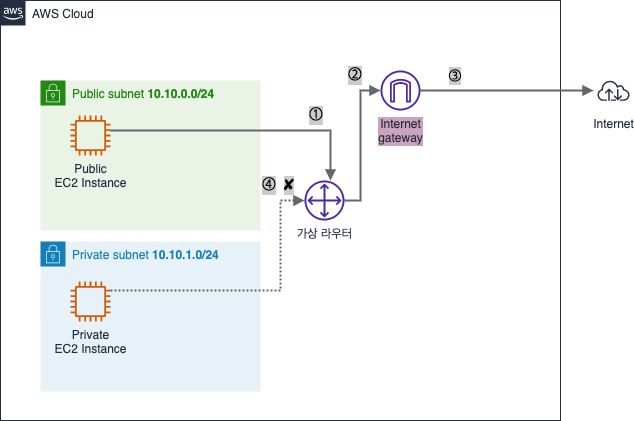 aws
AWS Cloud
②
③
Public subnet 10.10.0.0/24
①
Internet
gateway
Internet
Public
EC2 Instance
④ ✘
가상 라우터
Private subnet 10.10.1.0/24
Private
EC2 Instance